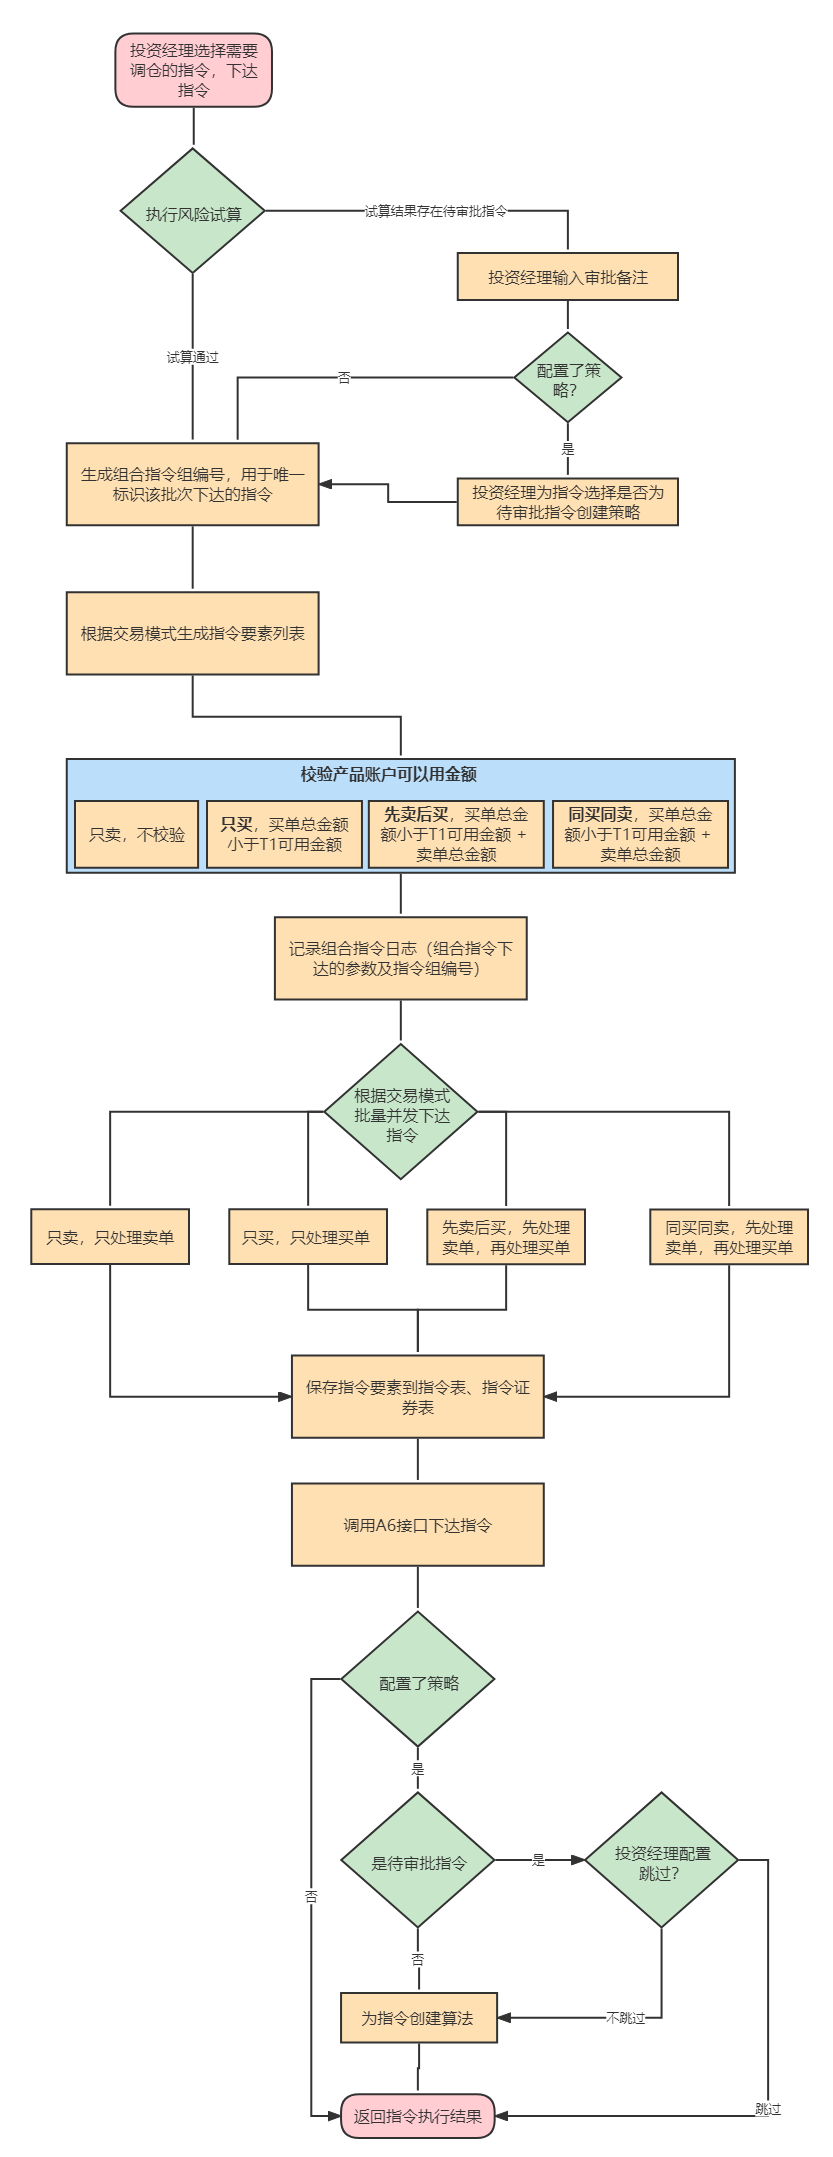 投资经理选择需要
调仓的指令，下达
指令
执行风险试算
试算结果存在待审批指令
投资经理输入审批备注
试算通过
配置了策
略?
否
是
生成组合指令组编号，用于唯一
标识该批次下达的指令
投资经理为指令选择是否为
待审批指令创建策略
根据交易模式生成指令要素列表
校验产品账户可以用金额
只卖，不校验
只买，买单总金额
小于T1可用金额
先卖后买，买单总金
额小于T1可用金额 +
卖单总金额
同买同卖，买单总金
额小于T1可用金额 +
卖单总金额
记录组合指令日志（组合指令下
达的参数及指令组编号）
根据交易模式
批量并发下达
指令
只卖，只处理卖单
只买，只处理买单
先卖后买，先处理
卖单，再处理买单
同买同卖，先处理
卖单，再处理买单
保存指令要素到指令表、指令证
券表
调用A6接口下达指令
配置了策略
是
是待审批指令
是
投资经理配置
跳过?
否
否
为指令创建算法
不跳过
返回指令执行结果
跳过